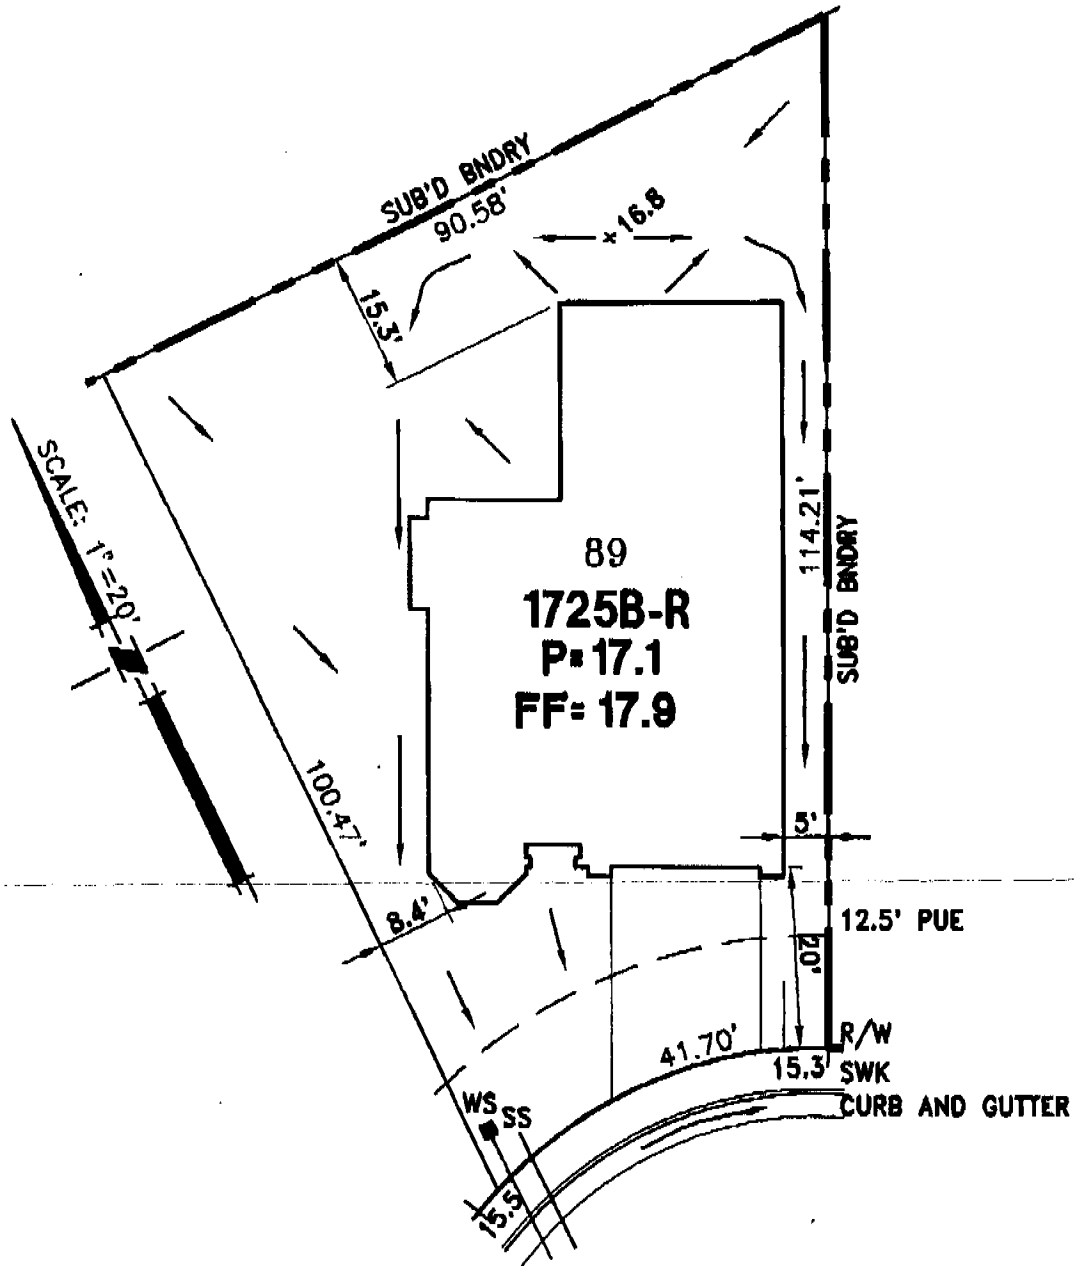 SUB'D BNDRY
90.58'
16.8
15.3'
SCALE: 1"=20'
114.21'
SUB'D BNDRY
89
1725B-R
P=17.1
FF=17.9
100.47'
5'
8.4'
12.5' PUE
20'
R/W
41.70'
15.3
SWK
CURB AND GUTTER
WS
SS
15.5